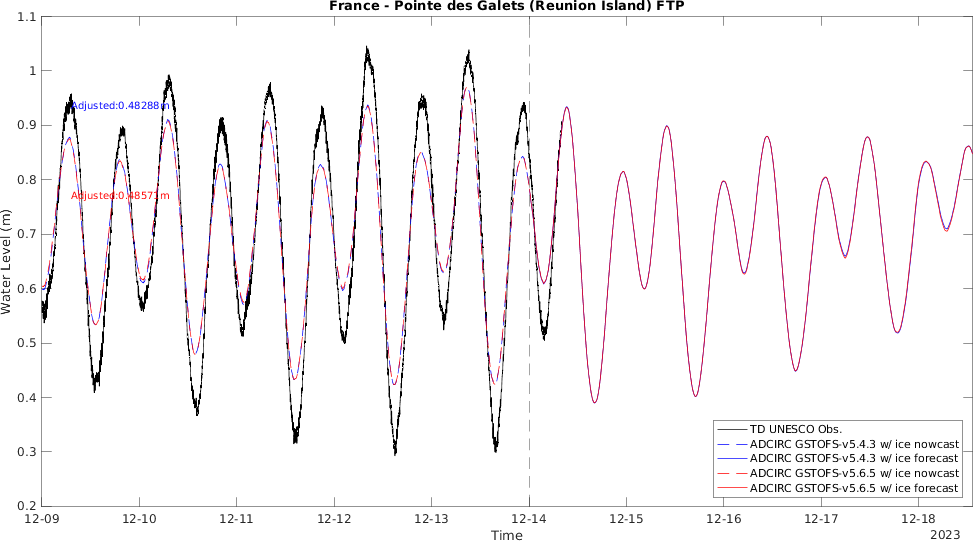 France - Pointe des Galets (Reunion Island) FTP
Water Level (m)
1.1
1
0.9
0.8
0.7
0.6
0.5
0.4
0.3
0.2
Adjusted:0.48288m
Adjusted:0.48571m
TD UNESCO Obs.
ADCIRC GSTOFS-v5.4.3 w/ ice nowcast
ADCIRC GSTOFS-v5.4.3 w/ ice forecast
ADCIRC GSTOFS-v5.6.5 w/ ice nowcast
ADCIRC GSTOFS-v5.6.5 w/ ice forecast
12-09 12-10 12-11 12-12 12-13 12-14 12-15 12-16 12-17 12-18
Time
2023